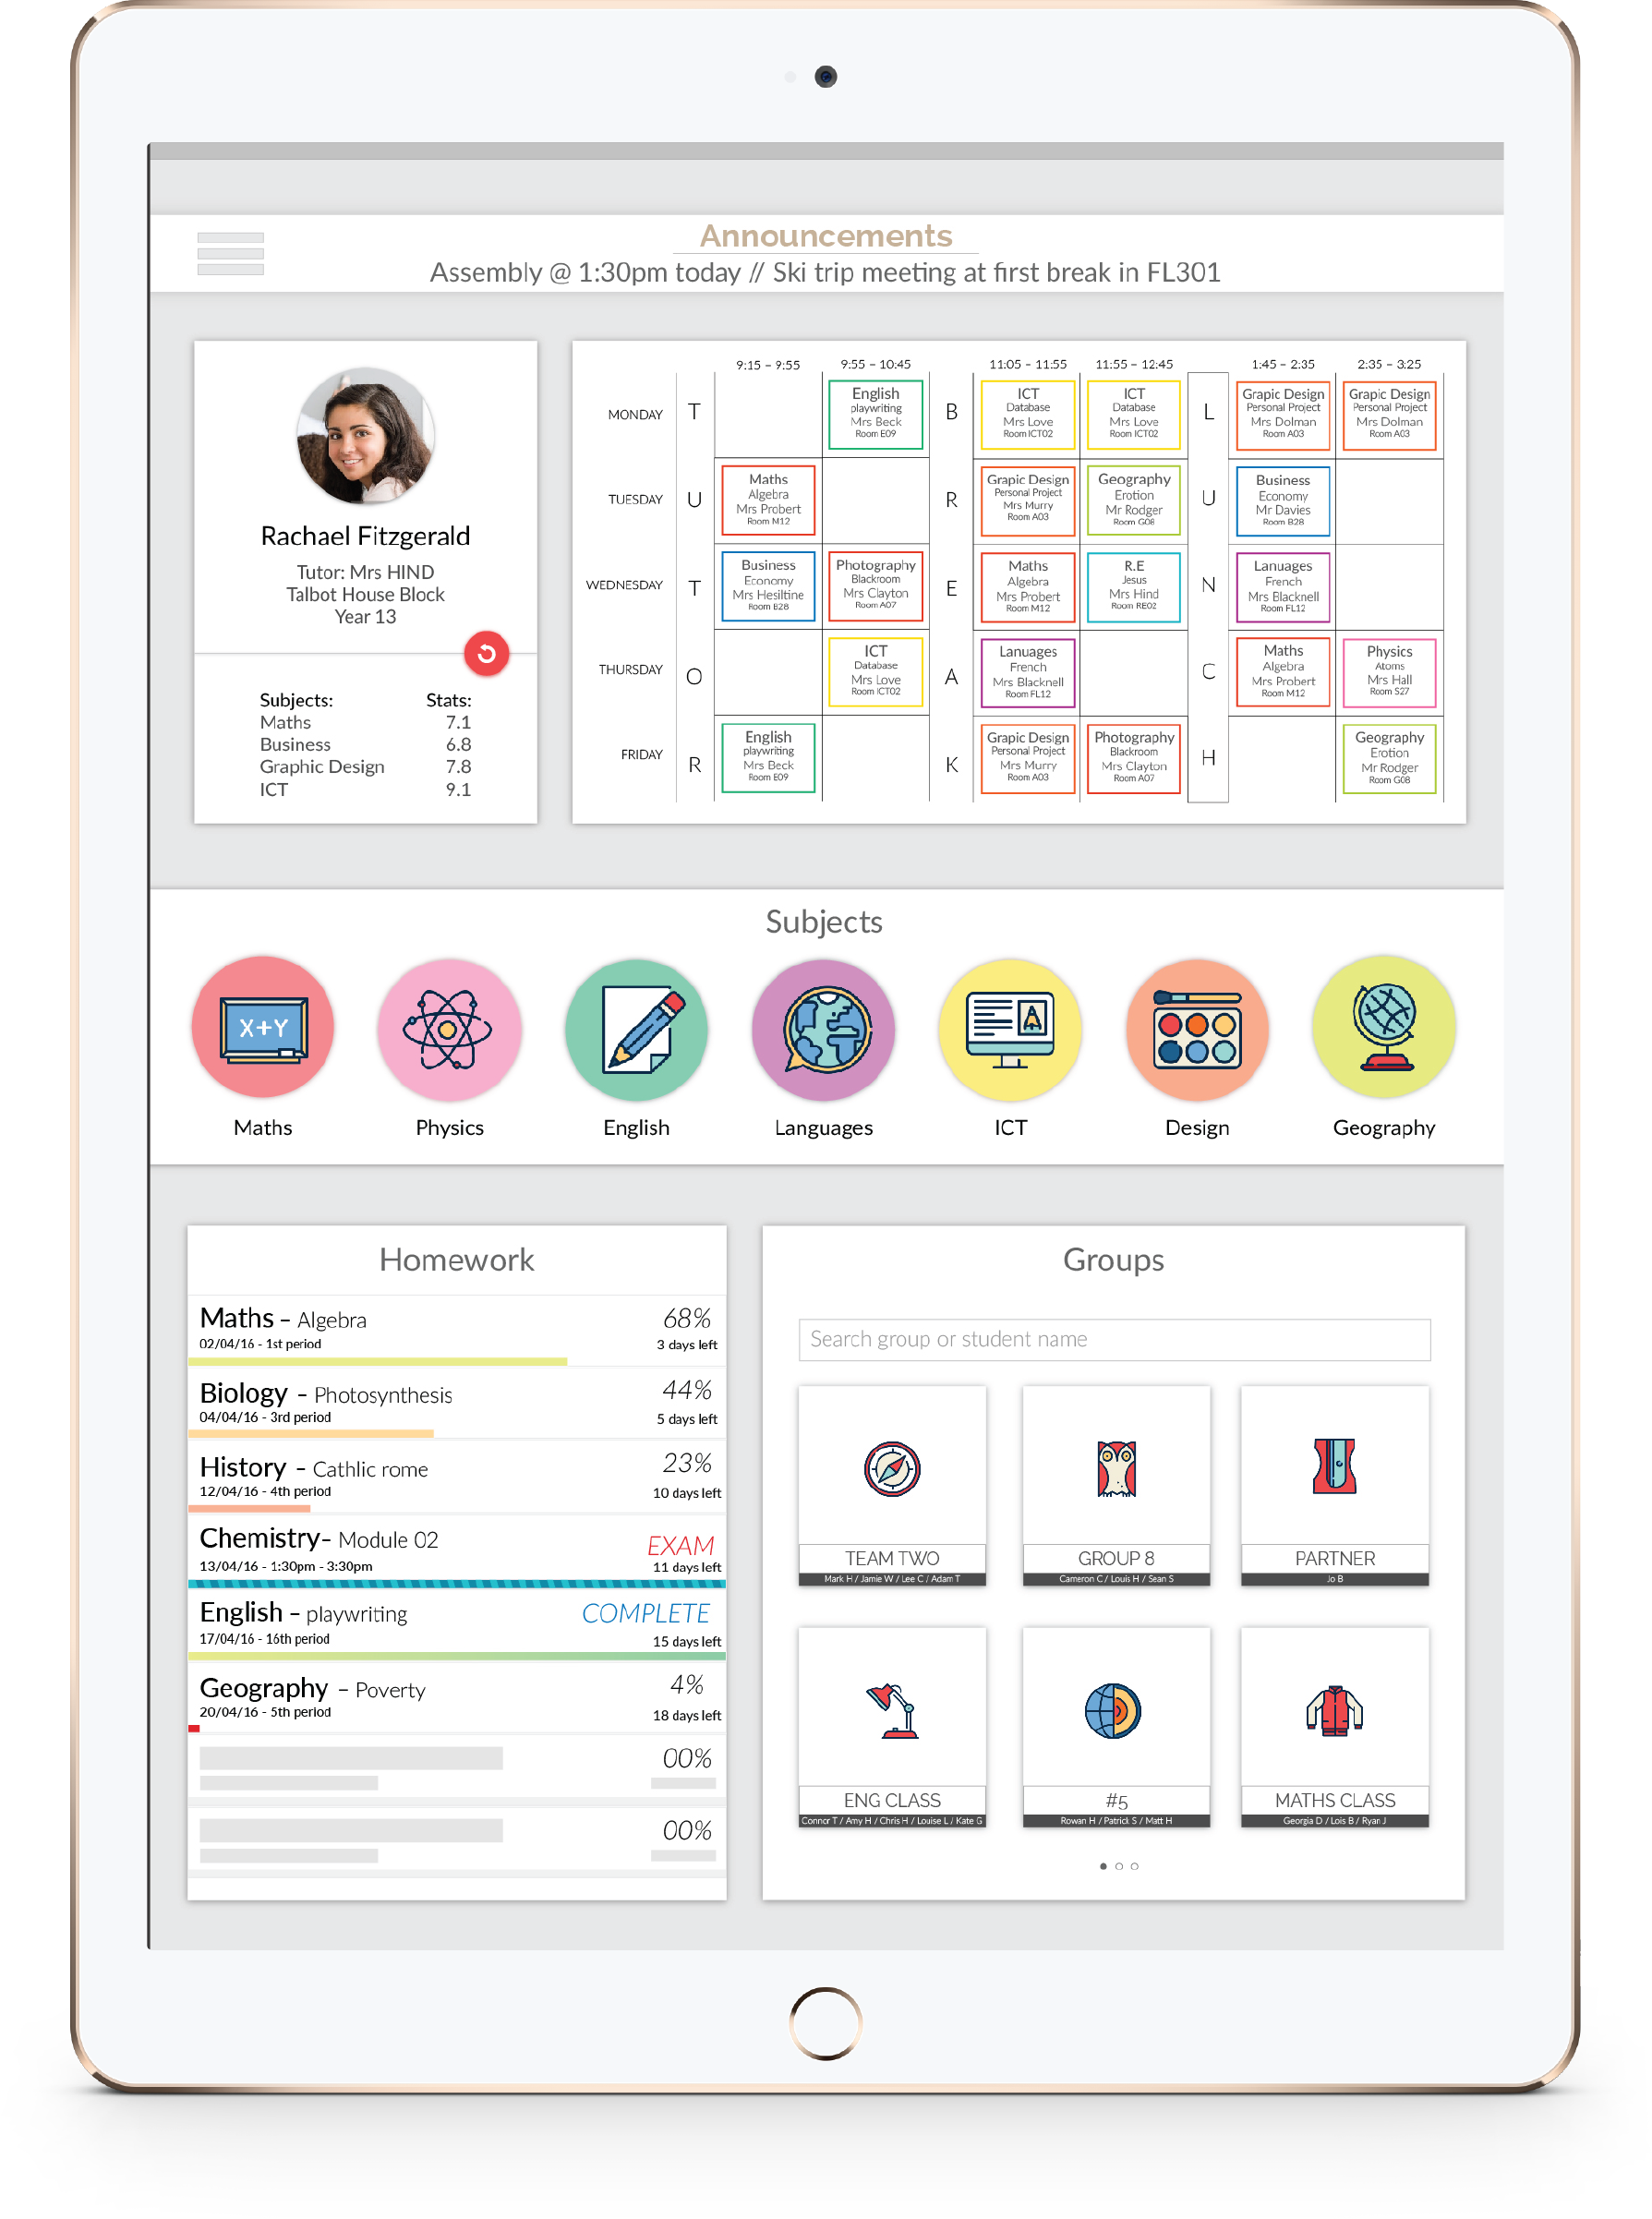 Announcements
Assembly @ 1:30pm today // Ski trip meeting at first break in FL301
Rachael Fitzgerald
Tutor: Mrs HIND
Talbot House Block
Year 13
Subjects: Stats:
Maths 7.1
Business 6.8
Graphic Design 7.8
ICT 9.1
9:15 – 9:55 9:55 – 10:45 11:05 – 11:55 11:55 – 12:45 1:45 – 2:35 2:35 – 3:25
MONDAY T B L
English
playwriting
Mrs Beck
Room E09
ICT
Database
Mrs Love
Room ICT02
ICT
Database
Mrs Love
Room ICT02
Grapic Design
Personal Project
Mrs Dolman
Room A03
Grapic Design
Personal Project
Mrs Dolman
Room A03
TUESDAY U R U
Maths
Algebra
Mrs Probert
Room M12
Grapic Design
Personal Project
Mrs Murry
Room A03
Geography
Erotion
Mr Rodger
Room G08
Business
Economy
Mr Davies
Room B28
WEDNESDAY T E N
Business
Economy
Mrs Hesiltine
Room B28
Photography
Blackroom
Mrs Clayton
Room A07
Maths
Algebra
Mrs Probert
Room M12
R.E
Jesus
Mrs Hind
Room RE02
Lanuages
French
Mrs Blacknell
Room FL12
THURSDAY O A C
ICT
Database
Mrs Love
Room ICT02
Lanuages
French
Mrs Blacknell
Room FL12
Maths
Algebra
Mrs Probert
Room M12
Physics
Atoms
Mrs Hall
Room S27
FRIDAY R K H
English
playwriting
Mrs Beck
Room E09
Grapic Design
Personal Project
Mrs Murry
Room A03
Photography
Blackroom
Mrs Clayton
Room A07
Geography
Erotion
Mr Rodger
Room G08
Subjects
X+Y
Maths Physics English Languages ICT Design Geography
Homework
Maths – Algebra 68%
02/04/16 - 1st period 3 days left
Biology – Photosynthesis 44%
04/04/16 - 3rd period 5 days left
History – Cathlic rome 23%
12/04/16 - 4th period 10 days left
Chemistry– Module 02 EXAM
13/04/16 - 1:30pm - 3:30pm 11 days left
English – playwriting COMPLETE
17/04/16 - 16th period 15 days left
Geography – Poverty 4%
20/04/16 - 5th period 18 days left
00%
00%
Groups
Search group or student name
TEAM TWO
Mark H / Jamie W / Lee C / Adam T
GROUP 8
Cameron C / Louis H / Sean S
PARTNER
Jo B
ENG CLASS
Connor T / Amy H / Chris H / Louise L / Kate G
#5
Rowan H / Patrick S / Matt H
MATHS CLASS
Georgia D / Lois B / Ryan J